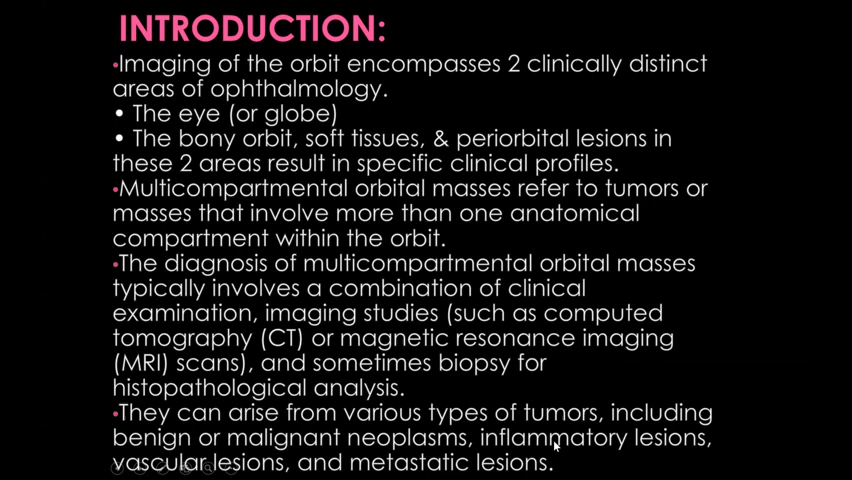 INTRODUCTION:
•Imaging of the orbit encompasses 2 clinically distinct
areas of ophthalmology.
• The eye (or globe)
• The bony orbit, soft tissues, & periorbital lesions in
these 2 areas result in specific clinical profiles.
•Multicompartmental orbital masses refer to tumors or
masses that involve more than one anatomical
compartment within the orbit.
•The diagnosis of multicompartmental orbital masses
typically involves a combination of clinical
examination, imaging studies (such as computed
tomography (CT) or magnetic resonance imaging
(MRI) scans), and sometimes biopsy for
histopathological analysis.
•They can arise from various types of tumors, including
benign or malignant neoplasms, inflammatory lesions,
vascular lesions, and metastatic lesions.